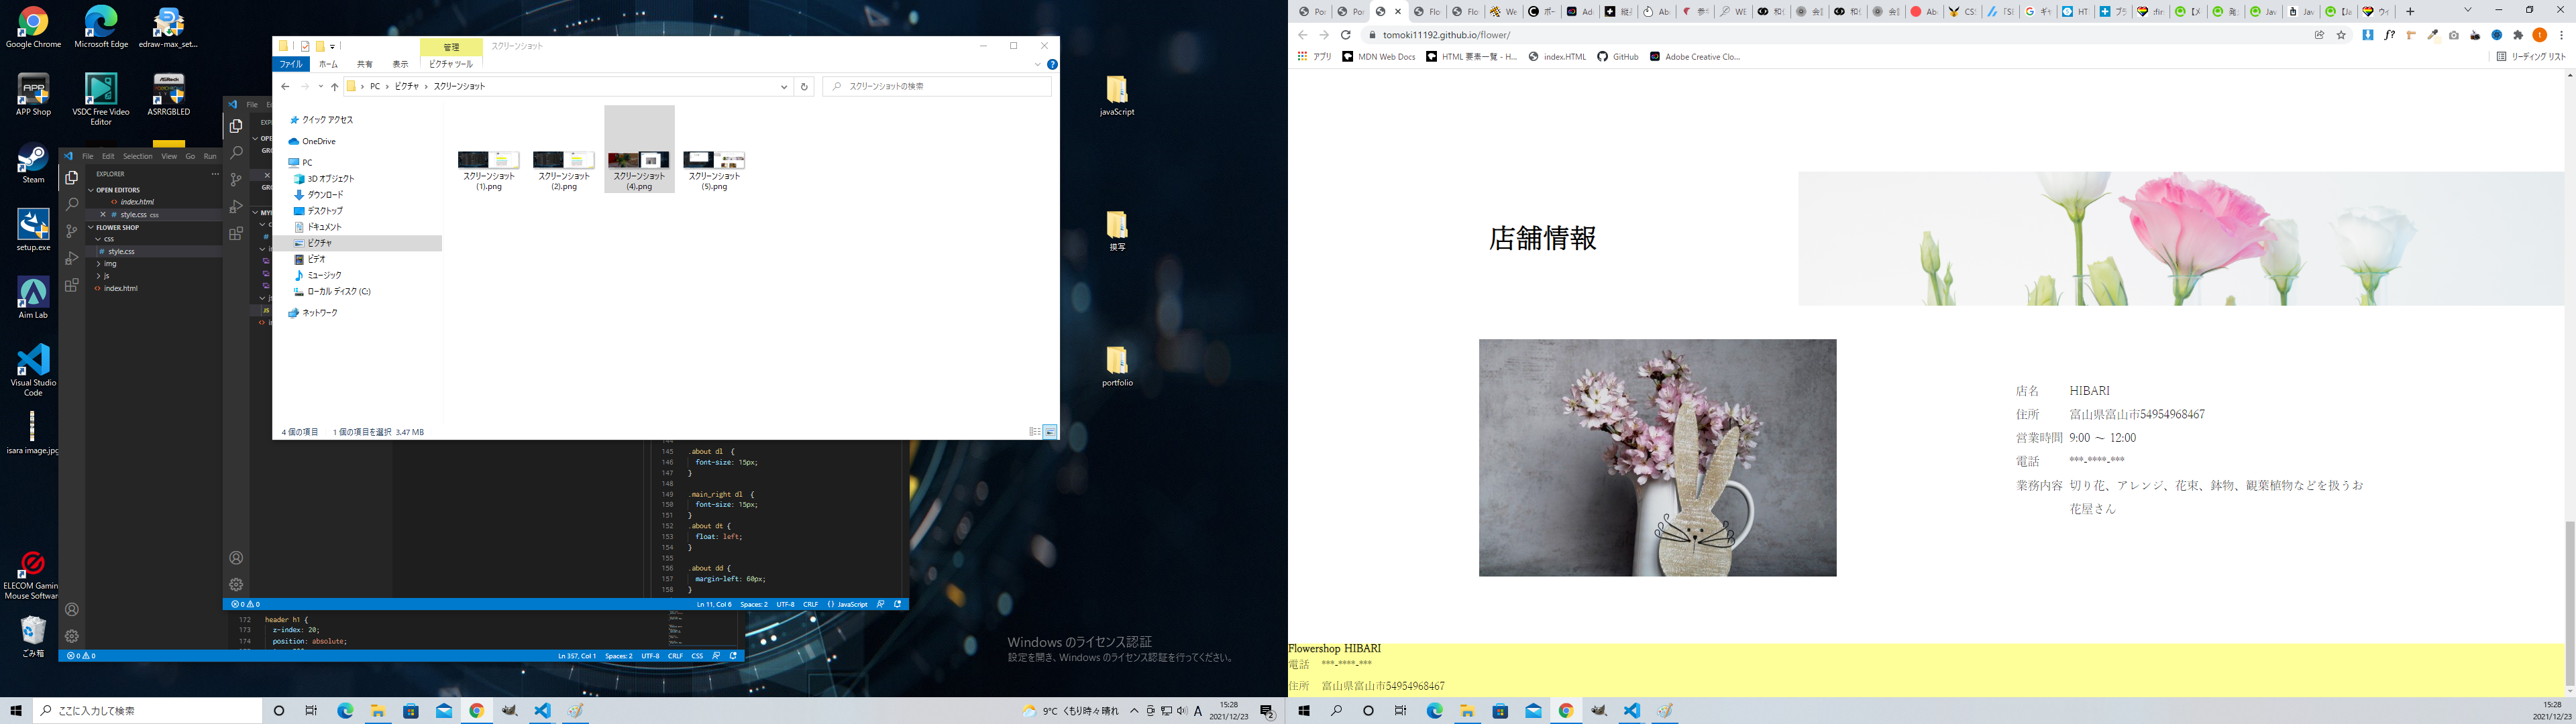 Google Chrome
Microsoft Edge
edraw-max_set...
APP Shop
VSDC Free Video Editor
ASRRGBLED
Steam
setup.exe
Aim Lab
Visual Studio Code
isara image.jpg
ELECOM Gamin
Mouse Softwar
ごみ箱
File Edit Selection View Go Run
EXPLORER
OPEN EDITORS
index.html
style.css css
FLOWER SHOP
css
style.css
img
js
index.html
管理
スクリーンショット
ファイル ホーム 共有 表示 ピクチャ ツール
PC › ピクチャ › スクリーンショット
スクリーンショットの検索
クイック アクセス
OneDrive
PC
3D オブジェクト
ダウンロード
デスクトップ
ドキュメント
ピクチャ
ビデオ
ミュージック
ローカル ディスク (C:)
ネットワーク
スクリーンショット (1).png
スクリーンショット (2).png
スクリーンショット (4).png
スクリーンショット (5).png
4 個の項目 1 個の項目を選択 3.47 MB
javaScript
模写
portfolio
144
145 .about dl {
146 font-size: 15px;
147 }
148
149 .main_right dl {
150 font-size: 15px;
151 }
152 .about dt {
153 float: left;
154 }
155
156 .about dd {
157 margin-left: 60px;
158 }
0 0 Ln 11, Col 6 Spaces: 2 UTF-8 CRLF {} JavaScript
172 header h1 {
173 z-index: 20;
174 position: absolute;
0 0 Ln 357, Col 1 Spaces: 2 UTF-8 CRLF CSS
Windows のライセンス認証
設定を開き、Windows のライセンス認証を行ってください。
ここに入力して検索
9°C くもり時々晴れ
A
15:28
2021/12/23
2
tomoki11192.github.io/flower/
アプリ
MDN Web Docs
HTML 要素一覧 - H...
index.HTML
GitHub
Adobe Creative Clo...
リーディング リスト
店舗情報
店名 HIBARI
住所 富山県富山市54954968467
営業時間 9:00 ～ 12:00
電話 ***-****-***
業務内容 切り花、アレンジ、花束、鉢物、観葉植物などを扱うお
花屋さん
Flowershop HIBARI
電話 ***-****-***
住所 富山県富山市54954968467
15:28
2021/12/23